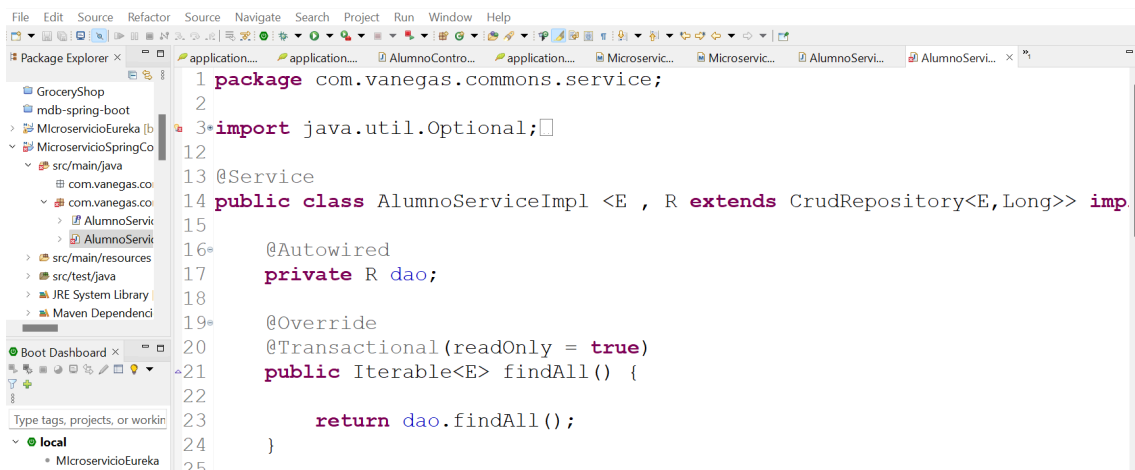 File Edit Source Refactor Source Navigate Search Project Run Window Help
Package Explorer
application.... application.... AlumnoContro... application.... Microservic... Microservic... AlumnoServi... AlumnoServi... "1
GroceryShop
mdb-spring-boot
MIcroservicioEureka [b
MicroservicioSpringCo
src/main/java
com.vanegas.co
com.vanegas.co
AlumnoServic
AlumnoServic
src/main/resources
src/test/java
JRE System Library
Maven Dependenci
Boot Dashboard
Type tags, projects, or workin
local
MIcroservicioEureka
1 package com.vanegas.commons.service;
2
3 import java.util.Optional;
12
13 @Service
14 public class AlumnoServiceImpl <E , R extends CrudRepository<E,Long>> imp
15
16 @Autowired
17 private R dao;
18
19 @Override
20 @Transactional(readOnly = true)
21 public Iterable<E> findAll() {
22
23 return dao.findAll();
24 }
25